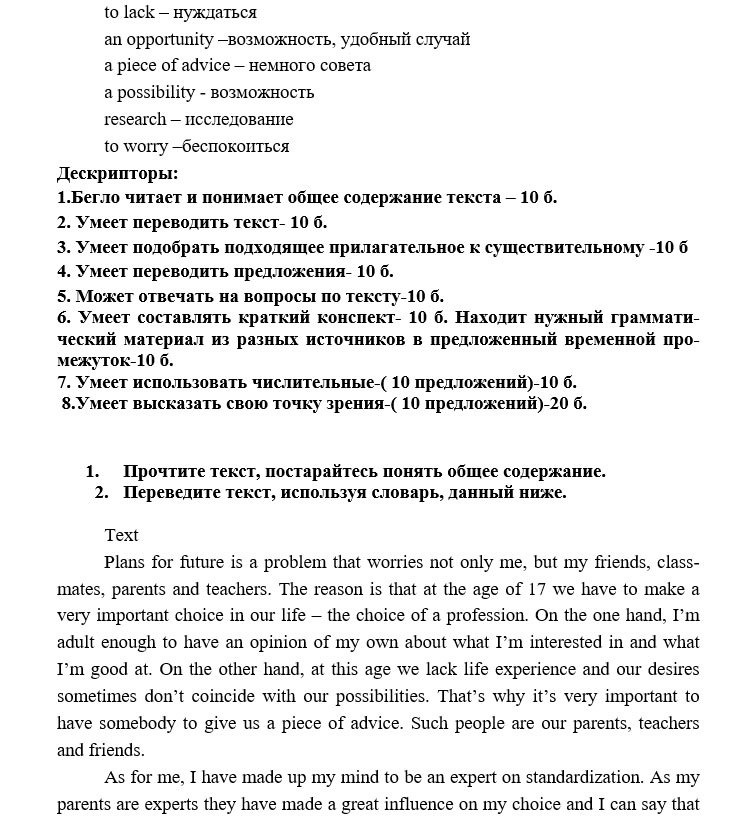 to lack – нуждаться
an opportunity –возможность, удобный случай
a piece of advice – немного совета
a possibility - возможность
research – исследование
to worry –беспокоиться
Дескрипторы:
1.Бегло читает и понимает общее содержание текста – 10 б.
2. Умеет переводить текст- 10 б.
3. Умеет подобрать подходящее прилагательное к существительному -10 б
4. Умеет переводить предложения- 10 б.
5. Может отвечать на вопросы по тексту-10 б.
6. Умеет составлять краткий конспект- 10 б. Находит нужный граммати-
ческий материал из разных источников в предложенный временной про-
межуток-10 б.
7. Умеет использовать числительные-( 10 предложений)-10 б.
8.Умеет высказать свою точку зрения-( 10 предложений)-20 б.
1. Прочтите текст, постарайтесь понять общее содержание.
2. Переведите текст, используя словарь, данный ниже.
Text
Plans for future is a problem that worries not only me, but my friends, class-
mates, parents and teachers. The reason is that at the age of 17 we have to make a
very important choice in our life – the choice of a profession. On the one hand, I’m
adult enough to have an opinion of my own about what I’m interested in and what
I’m good at. On the other hand, at this age we lack life experience and our desires
sometimes don’t coincide with our possibilities. That’s why it’s very important to
have somebody to give us a piece of advice. Such people are our parents, teachers
and friends.
As for me, I have made up my mind to be an expert on standardization. As my
parents are experts they have made a great influence on my choice and I can say that